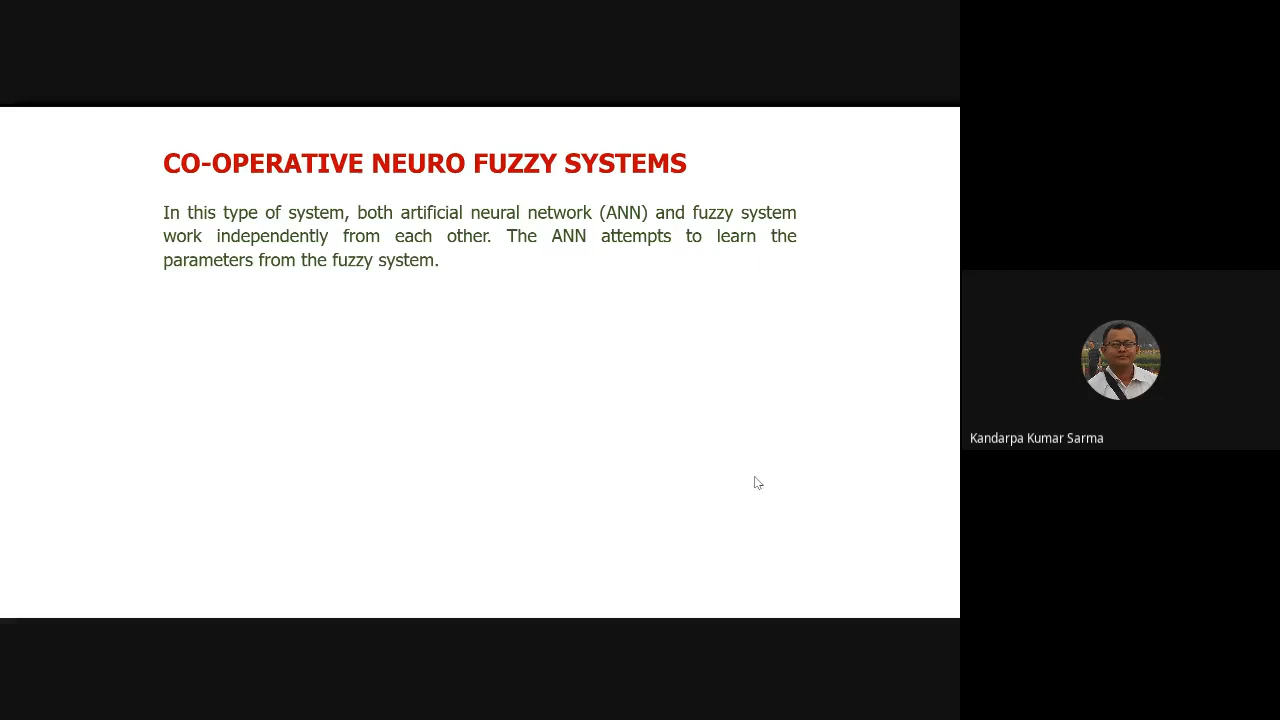 CO-OPERATIVE NEURO FUZZY SYSTEMS
In this type of system, both artificial neural network (ANN) and fuzzy system
work independently from each other. The ANN attempts to learn the
parameters from the fuzzy system.
Kandarpa Kumar Sarma